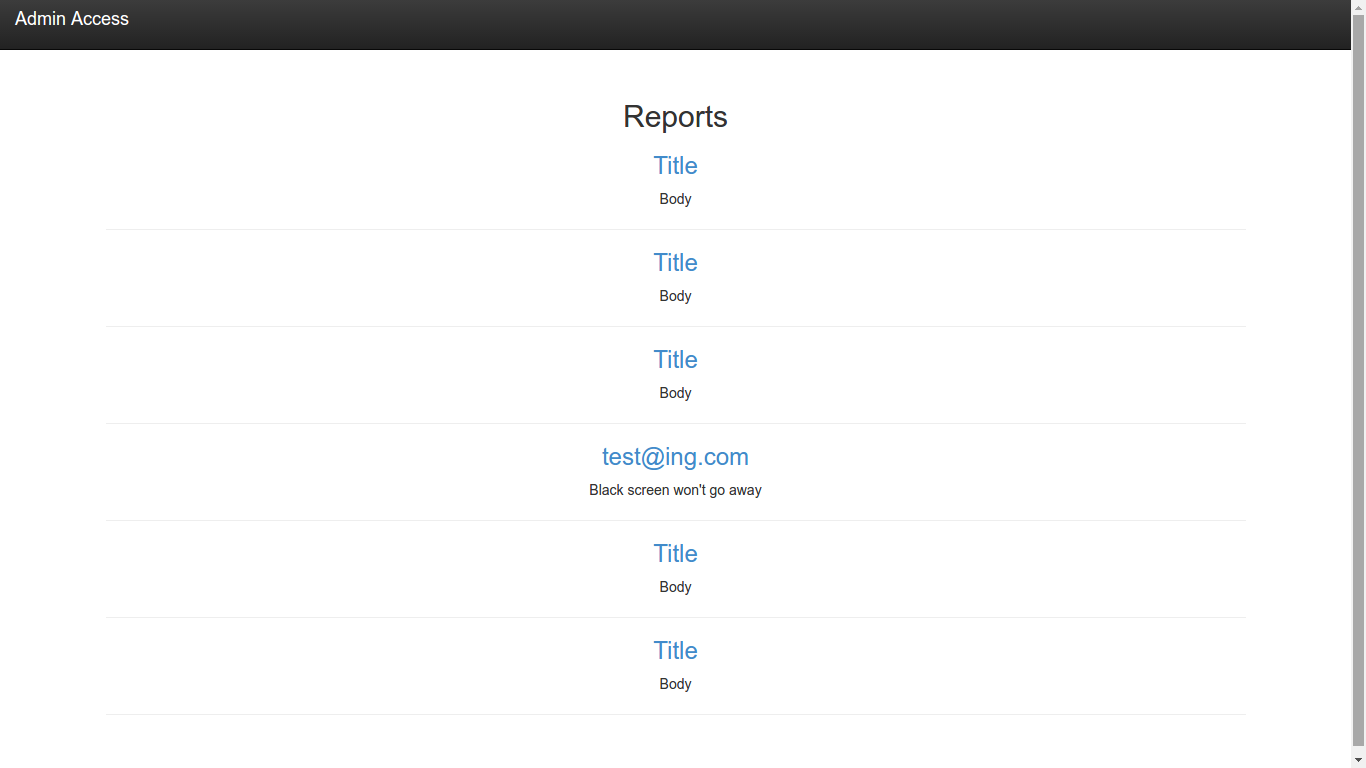 Admin Access
Reports
Title
Body
Title
Body
Title
Body
test@ing.com
Black screen won't go away
Title
Body
Title
Body